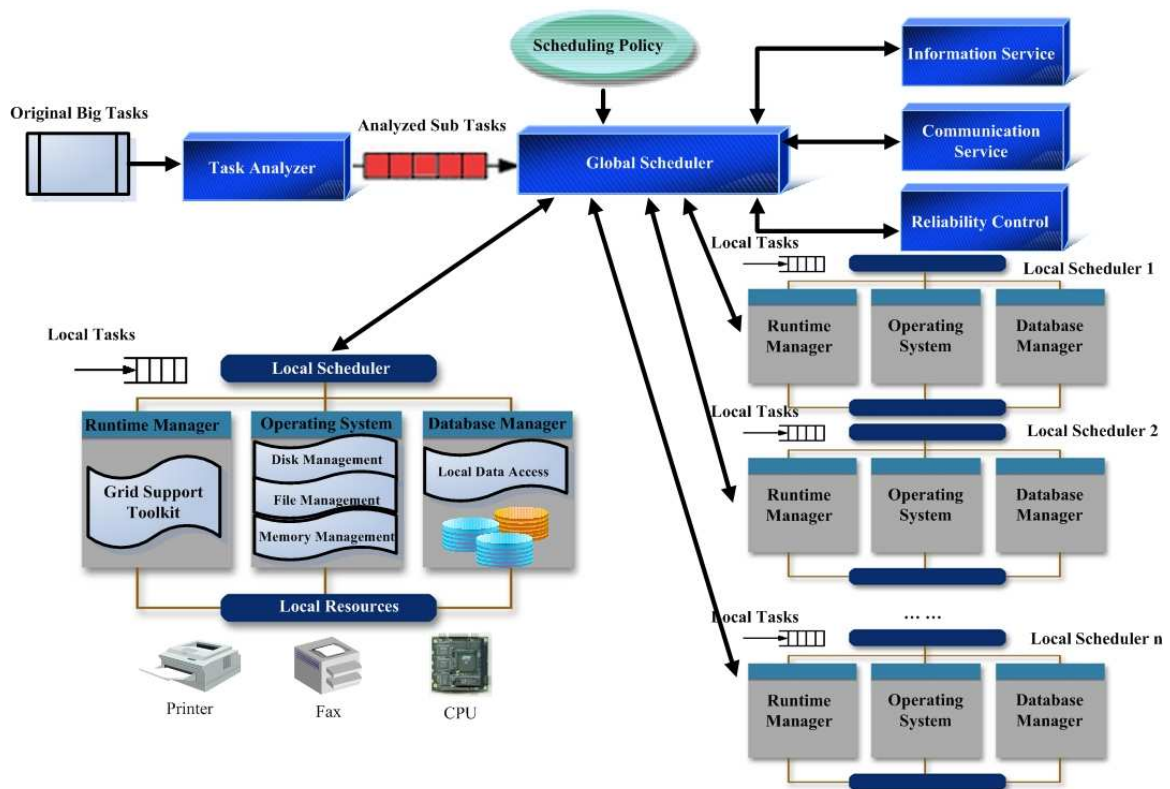 Scheduling Policy
Information Service
Original Big Tasks
Analyzed Sub Tasks
Communication
Service
Task Analyzer
Global Scheduler
Reliability Control
Local Tasks
Local Scheduler 1
Runtime
Manager
Operating
System
Database
Manager
Local Tasks
Local Scheduler
Runtime Manager
Operating System
Database Manager
Disk Management
File Management
Memory Management
Grid Support
Toolkit
Local Data Access
Local Resources
Printer
Fax
CPU
Local Tasks
Local Scheduler 2
Runtime
Manager
Operating
System
Database
Manager
... ...
Local Tasks
Local Scheduler n
Runtime
Manager
Operating
System
Database
Manager